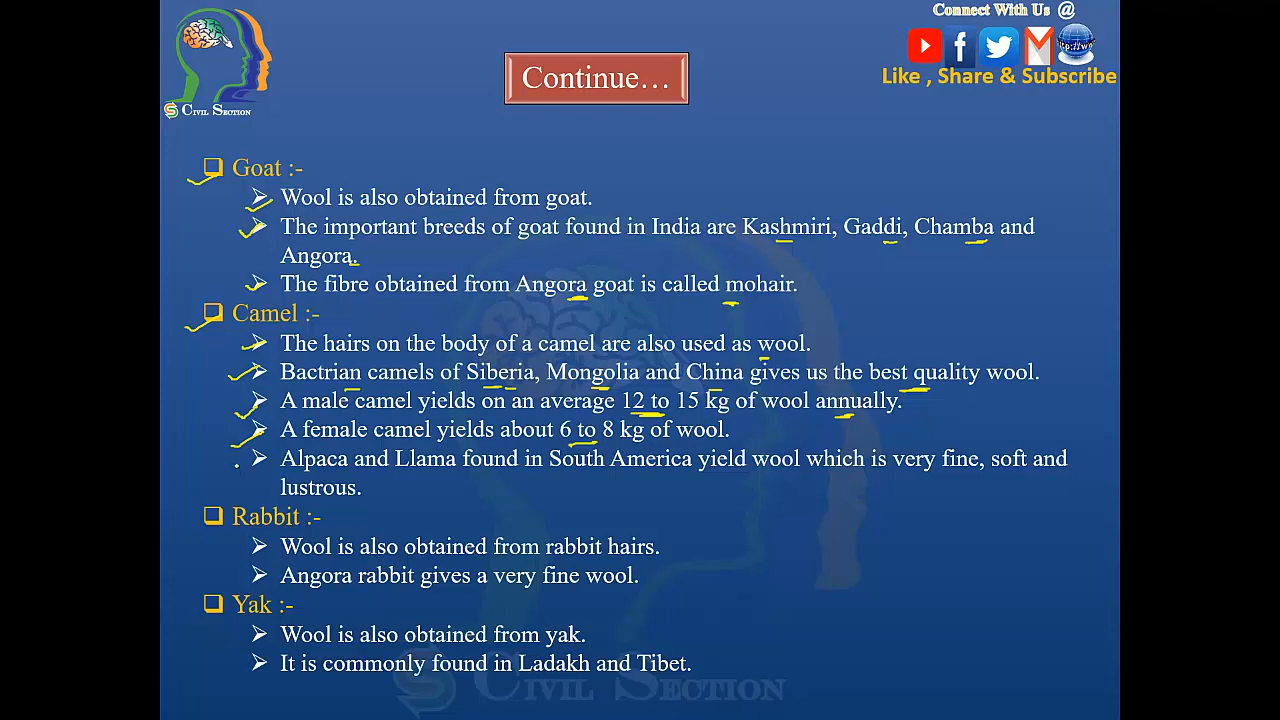 Connect With Us @
http://ww
Like , Share & Subscribe
CIVIL SECTION
Continue…
Goat :-
Wool is also obtained from goat.
The important breeds of goat found in India are Kashmiri, Gaddi, Chamba and
Angora.
The fibre obtained from Angora goat is called mohair.
Camel :-
The hairs on the body of a camel are also used as wool.
Bactrian camels of Siberia, Mongolia and China gives us the best quality wool.
A male camel yields on an average 12 to 15 kg of wool annually.
A female camel yields about 6 to 8 kg of wool.
Alpaca and Llama found in South America yield wool which is very fine, soft and
lustrous.
Rabbit :-
Wool is also obtained from rabbit hairs.
Angora rabbit gives a very fine wool.
Yak :-
Wool is also obtained from yak.
It is commonly found in Ladakh and Tibet.
CIVIL SECTION